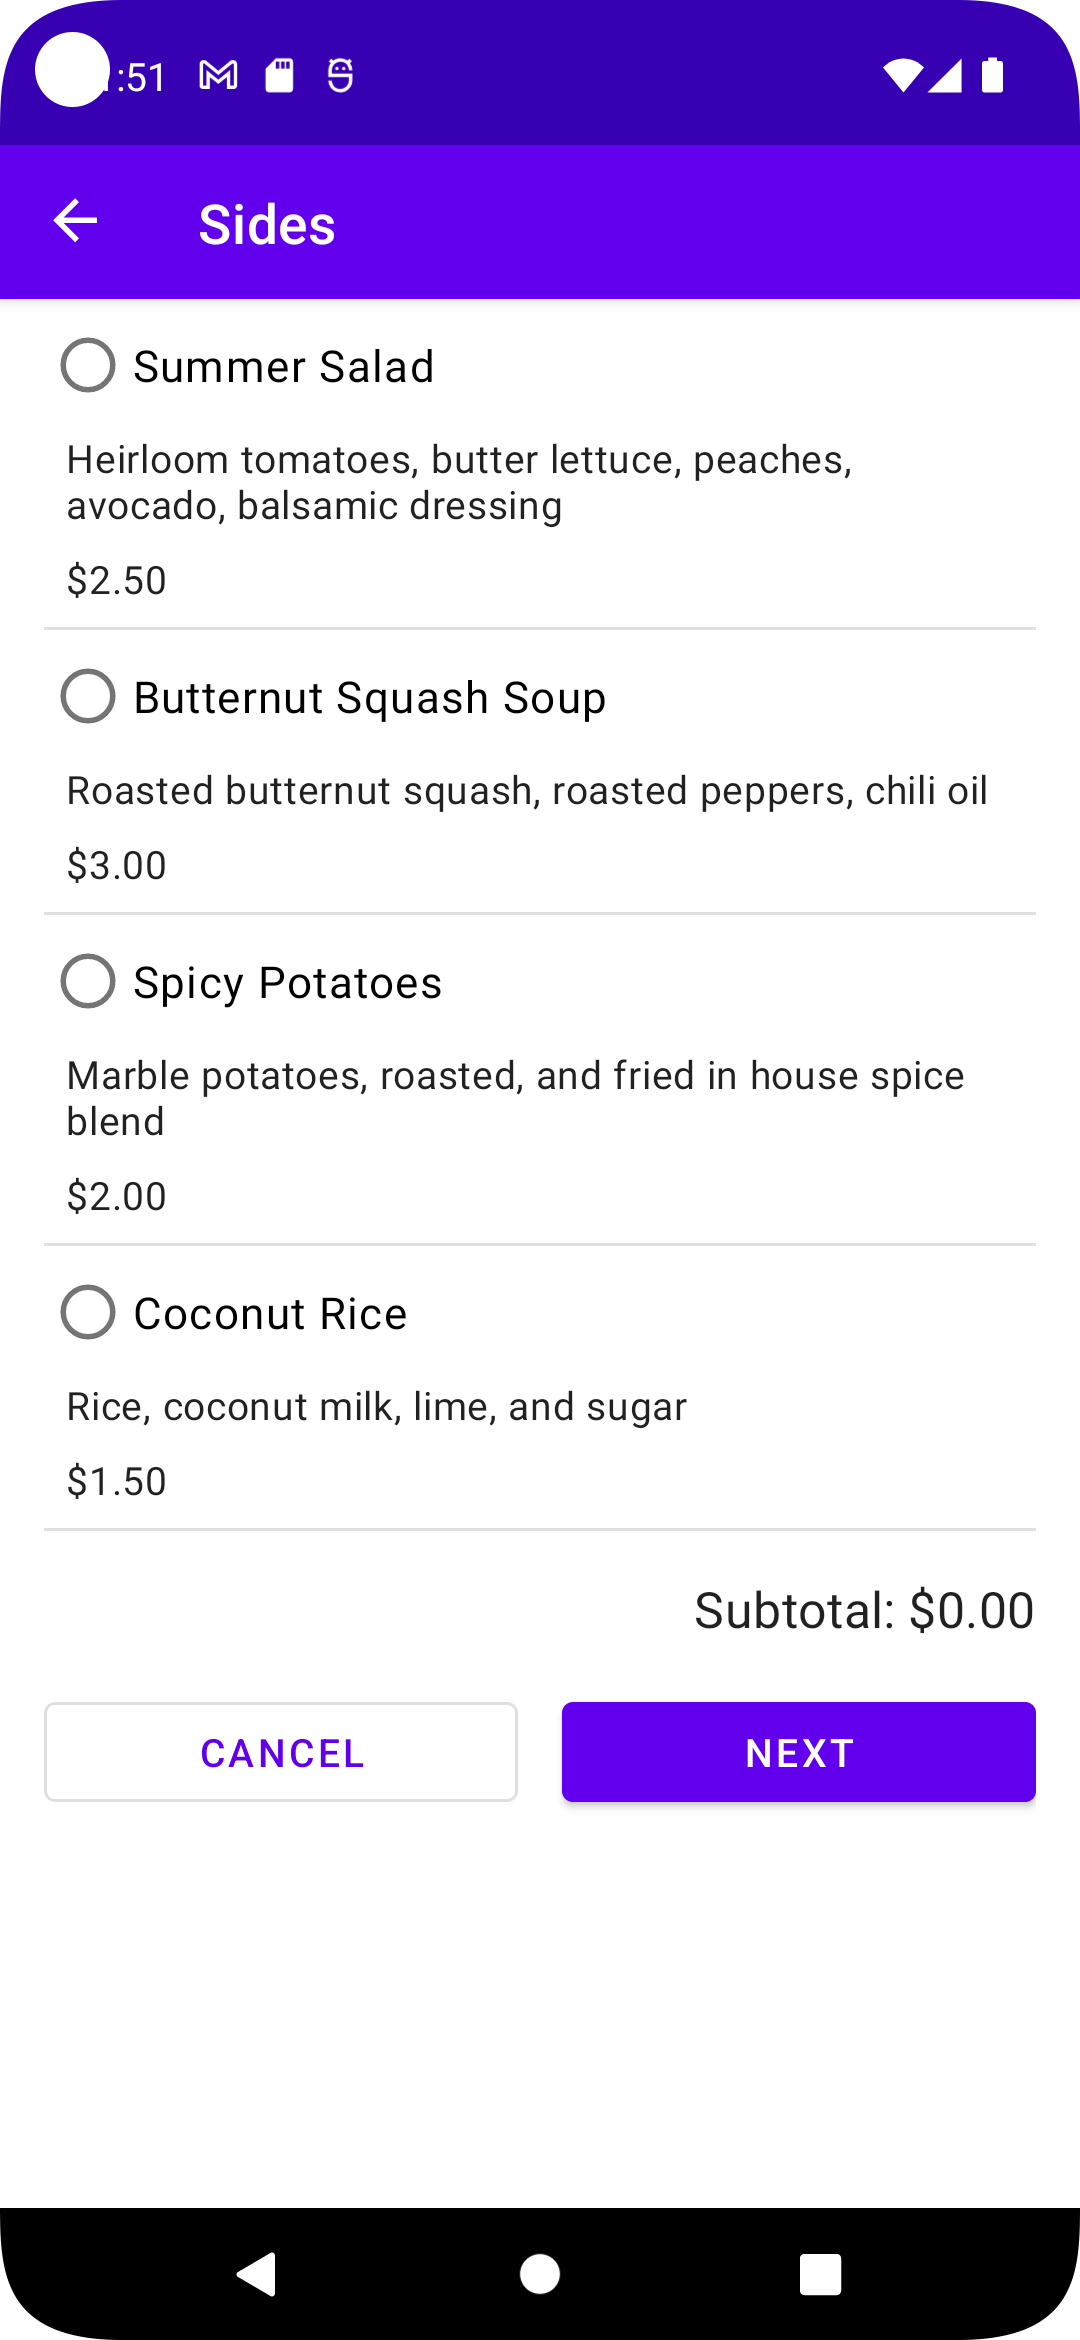 :51
Sides
Summer Salad
Heirloom tomatoes, butter lettuce, peaches,
avocado, balsamic dressing
$2.50
Butternut Squash Soup
Roasted butternut squash, roasted peppers, chili oil
$3.00
Spicy Potatoes
Marble potatoes, roasted, and fried in house spice
blend
$2.00
Coconut Rice
Rice, coconut milk, lime, and sugar
$1.50
Subtotal: $0.00
CANCEL
NEXT